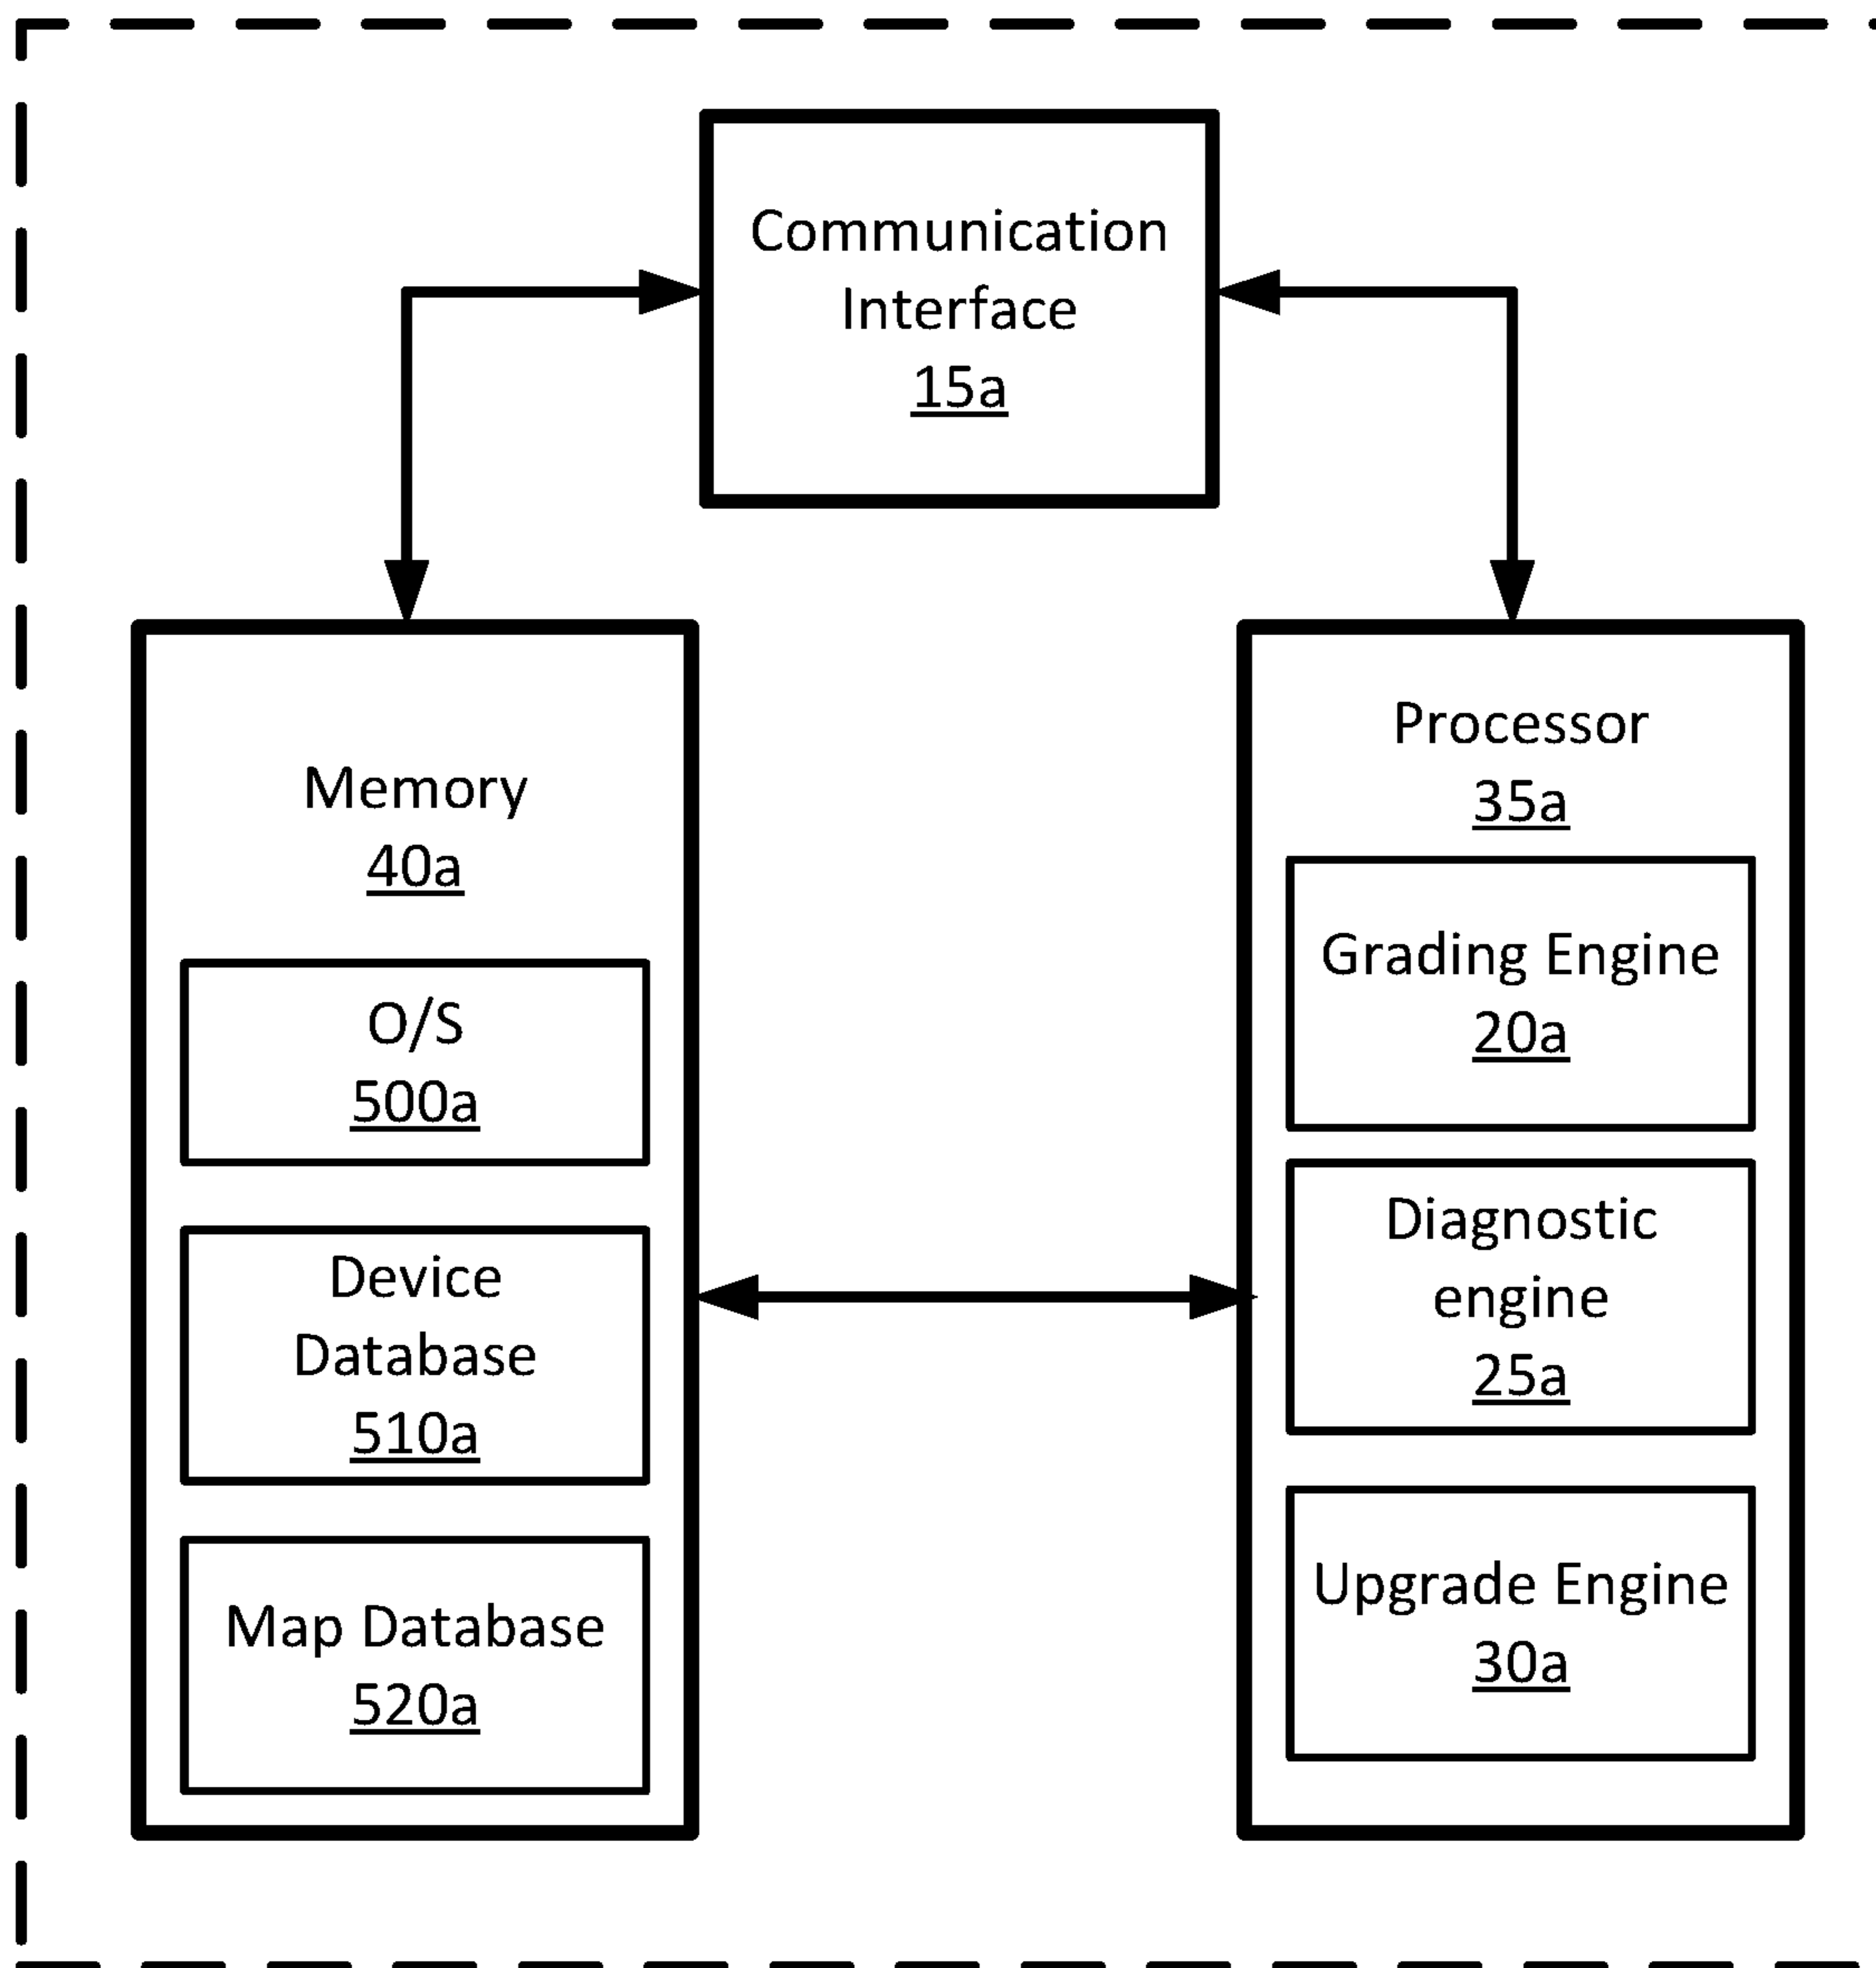 Communication
Interface
15a
Memory
40a
O/S
500a
Device
Database
510a
Map Database
520a
Processor
35a
Grading Engine
20a
Diagnostic
engine
25a
Upgrade Engine
30a